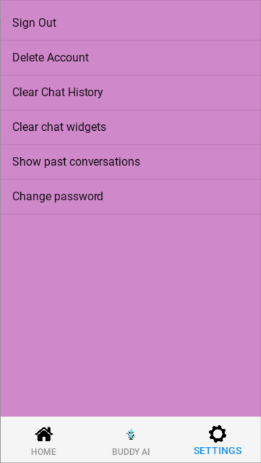 Sign Out
Delete Account
Clear Chat History
Clear chat widgets
Show past conversations
Change password
HOME
BUDDY AI
SETTINGS